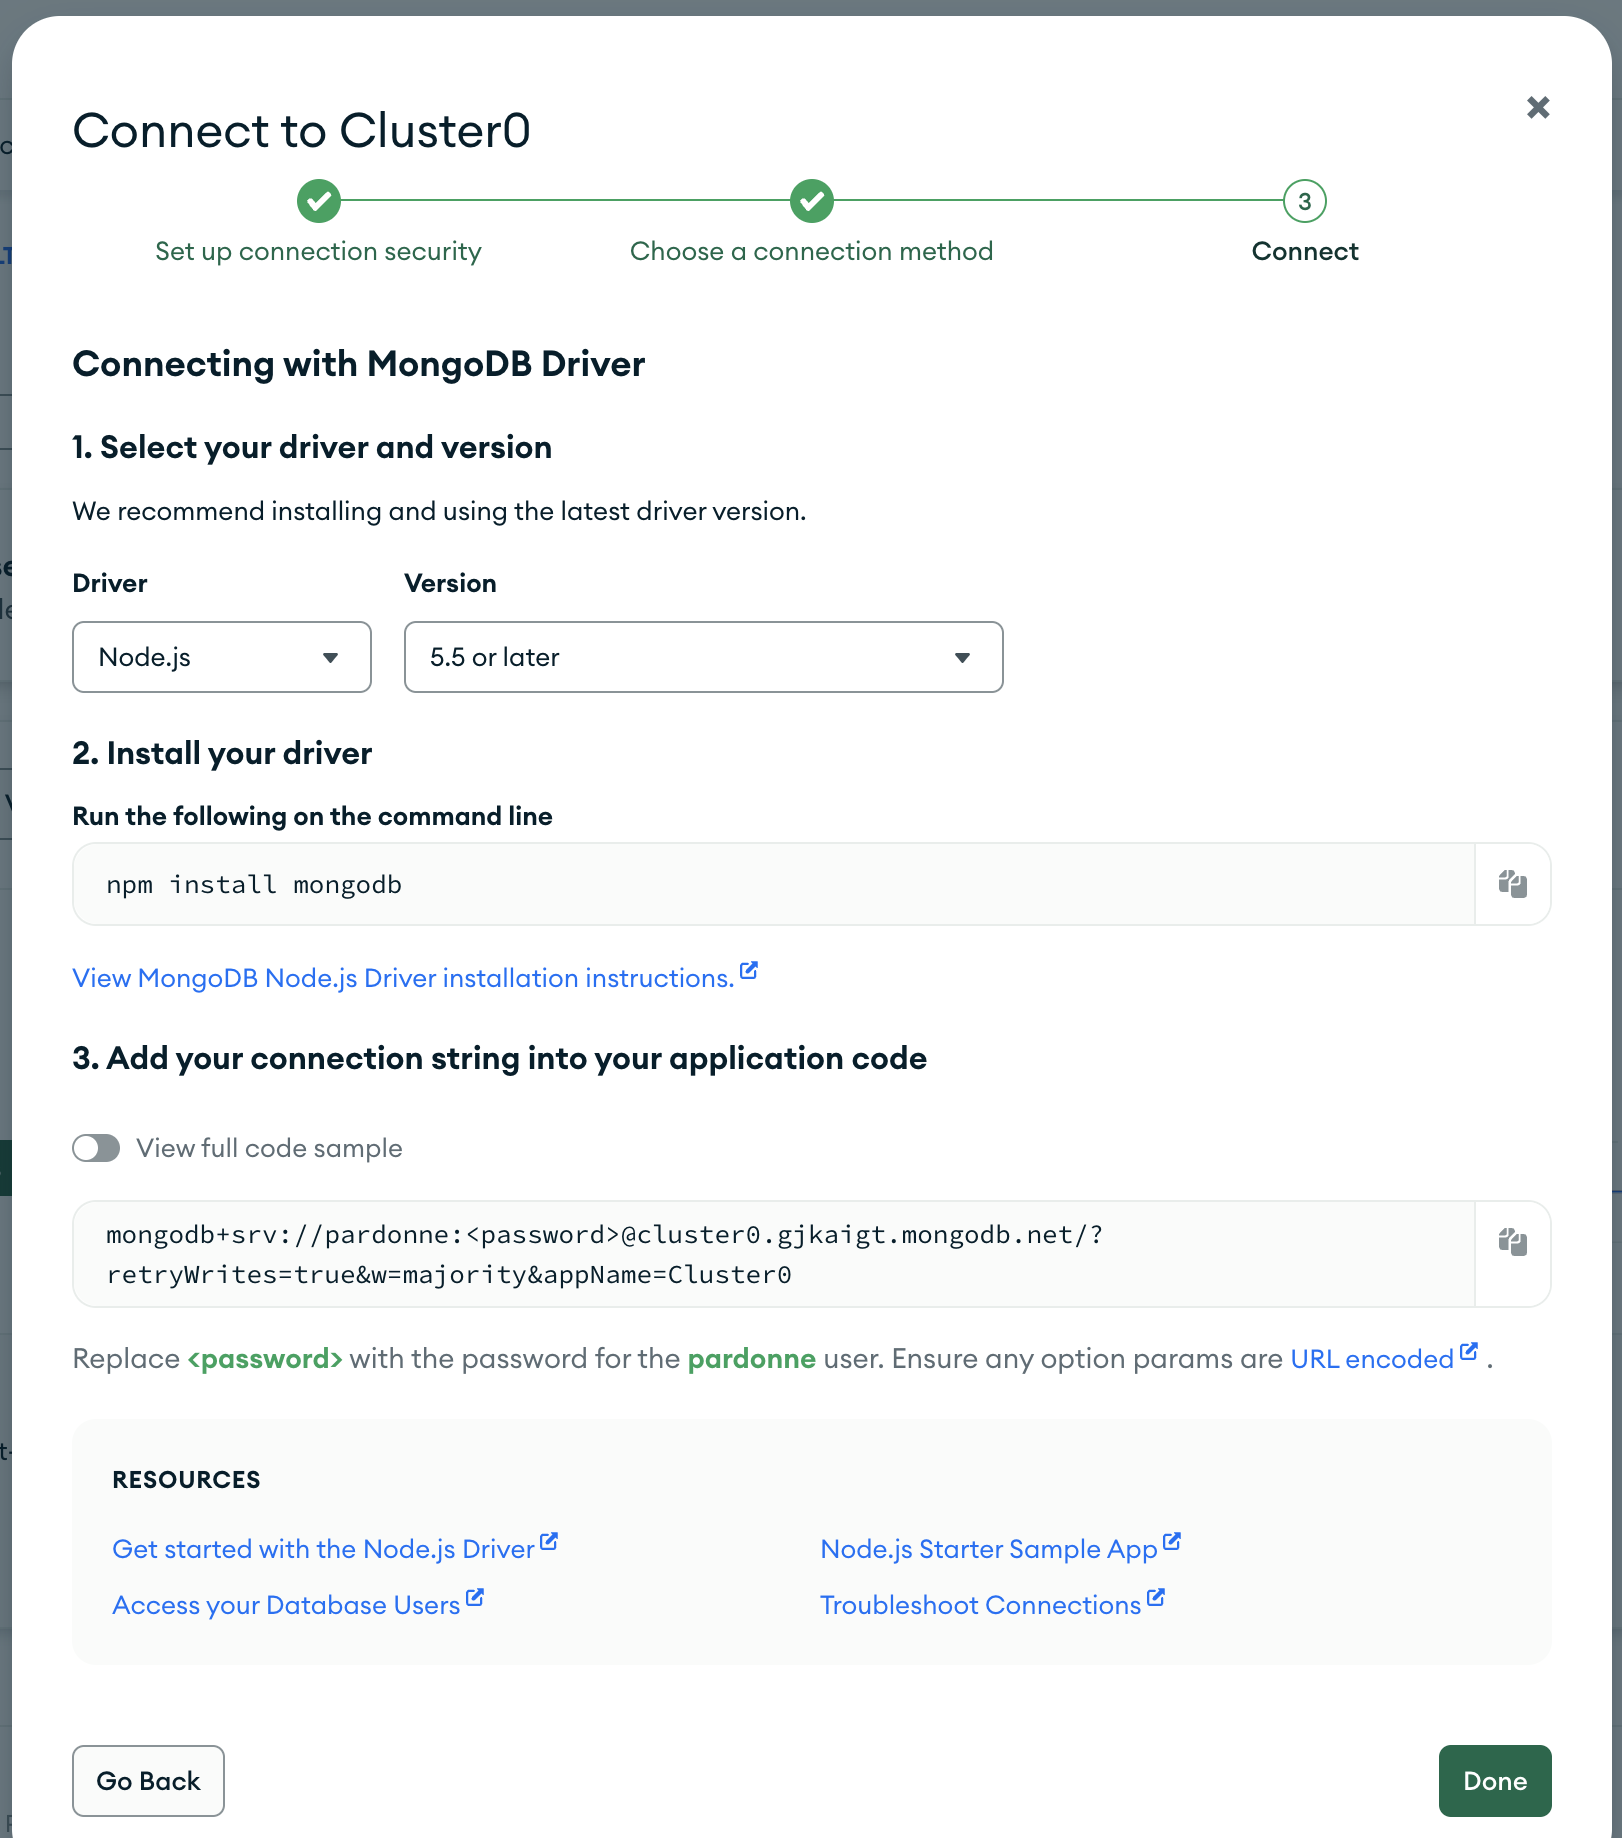 Connect to Cluster0
Set up connection security
Choose a connection method
3
Connect
Connecting with MongoDB Driver
1. Select your driver and version
We recommend installing and using the latest driver version.
Driver
Version
Node.js
5.5 or later
2. Install your driver
Run the following on the command line
npm install mongodb
View MongoDB Node.js Driver installation instructions.
3. Add your connection string into your application code
View full code sample
mongodb+srv://pardonne:<password>@cluster0.gjkaigt.mongodb.net/?
retryWrites=true&w=majority&appName=Cluster0
Replace <password> with the password for the pardonne user. Ensure any option params are URL encoded .
RESOURCES
Get started with the Node.js Driver
Node.js Starter Sample App
Access your Database Users
Troubleshoot Connections
Go Back
Done